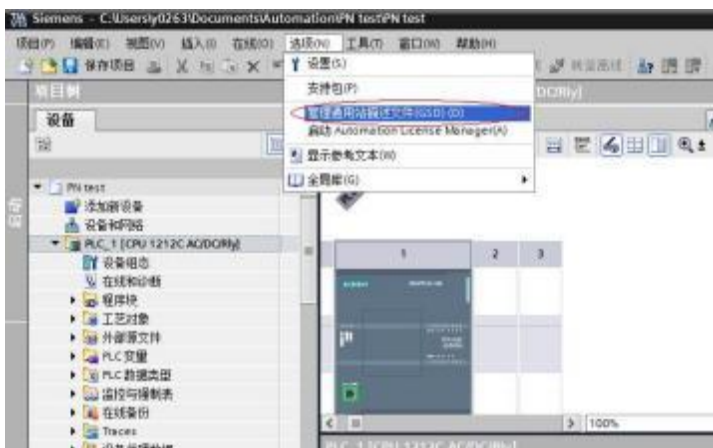 Siemens - C:\Users\ly0263\Documents\Automation\PN test\PN test
项目(P) 编辑(E) 视图(V) 插入(I) 在线(O) 选项(N) 工具(T) 窗口(W) 帮助(H)
保存项目
设置(S)
支持包(P)
管理通用站描述文件(GSD)(D)
启动 Automation License Manager(A)
显示参考文本(W)
全局库(G)
项目树
设备
PN test
添加新设备
设备和网络
PLC_1 [CPU 1212C AC/DC/Rly]
设备组态
在线和诊断
程序块
工艺对象
外部源文件
PLC 变量
PLC 数据类型
监控与强制表
在线备份
Traces
启动
1 2 3
100%
PLC_1 [CPU 1212C AC/DC/Rly]